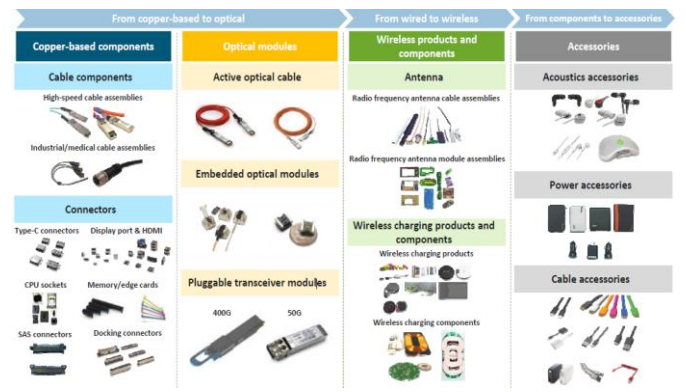 From copper-based to optical
From wired to wireless
From components to accessories
Copper-based components
Cable components
High-speed cable assemblies
Industrial/medical cable assemblies
Connectors
Type-C connectors
Display port & HDMI
CPU sockets
Memory/edge cards
SAS connectors
Docking connectors
Optical modules
Active optical cable
Embedded optical modules
Pluggable transceiver modules
400G
50G
Wireless products and
components
Antenna
Radio frequency antenna cable assemblies
Radio frequency antenna module assemblies
Wireless charging products and
components
Wireless charging products
Wireless charging components
Accessories
Acoustics accessories
Power accessories
Cable accessories